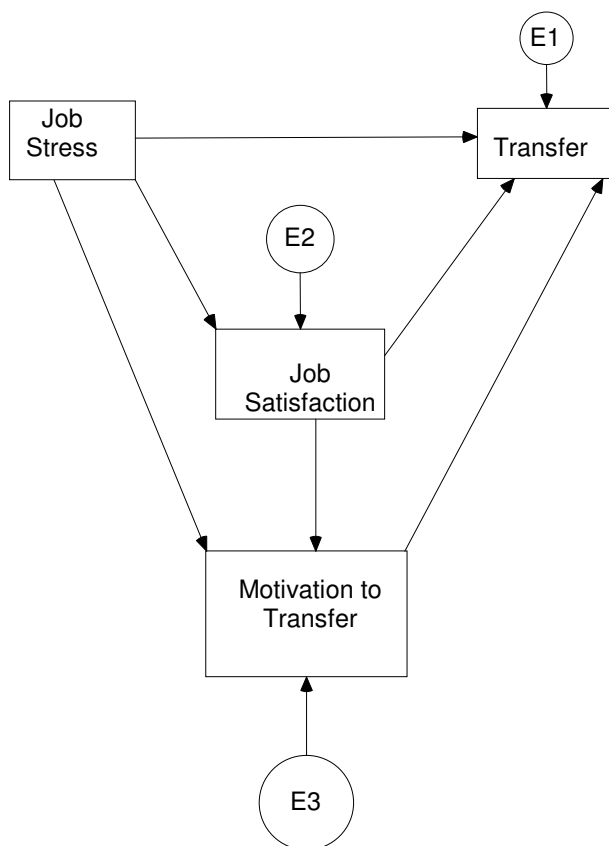 E1
Job
Stress
Transfer
E2
Job
Satisfaction
Motivation to
Transfer
E3